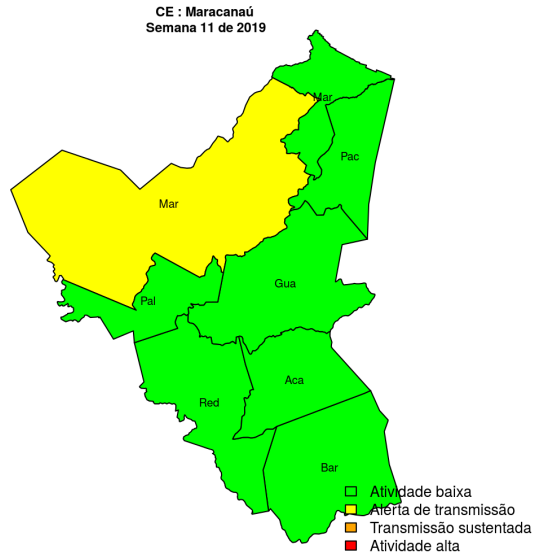 CE : Maracanaú
Semana 11 de 2019
Mar
Pac
Mar
Gua
Pal
Aca
Red
Bar
Atividade baixa
Alerta de transmissão
Transmissão sustentada
Atividade alta